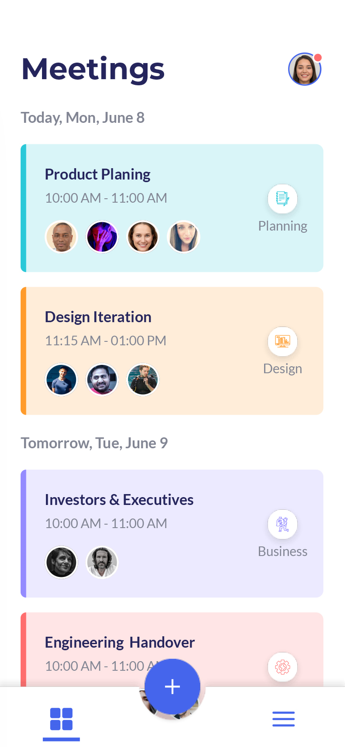 Meetings
Today, Mon, June 8
Product Planing
10:00 AM - 11:00 AM
Planning
Design Iteration
11:15 AM - 01:00 PM
Design
Tomorrow, Tue, June 9
Investors & Executives
10:00 AM - 11:00 AM
Business
Engineering Handover
10:00 AM - 11:00